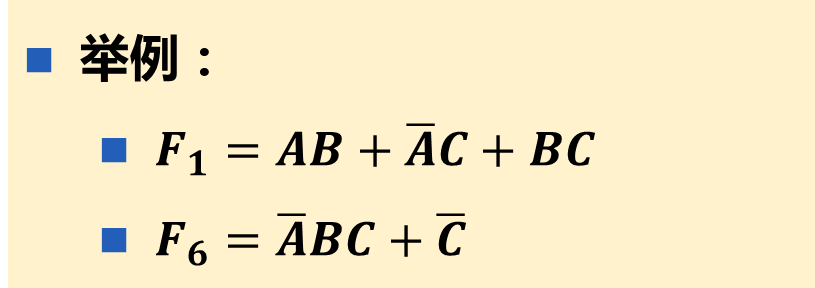 ■ 举例：
■ F₁ = AB + A̅C + BC
■ F₆ = A̅BC + C̅